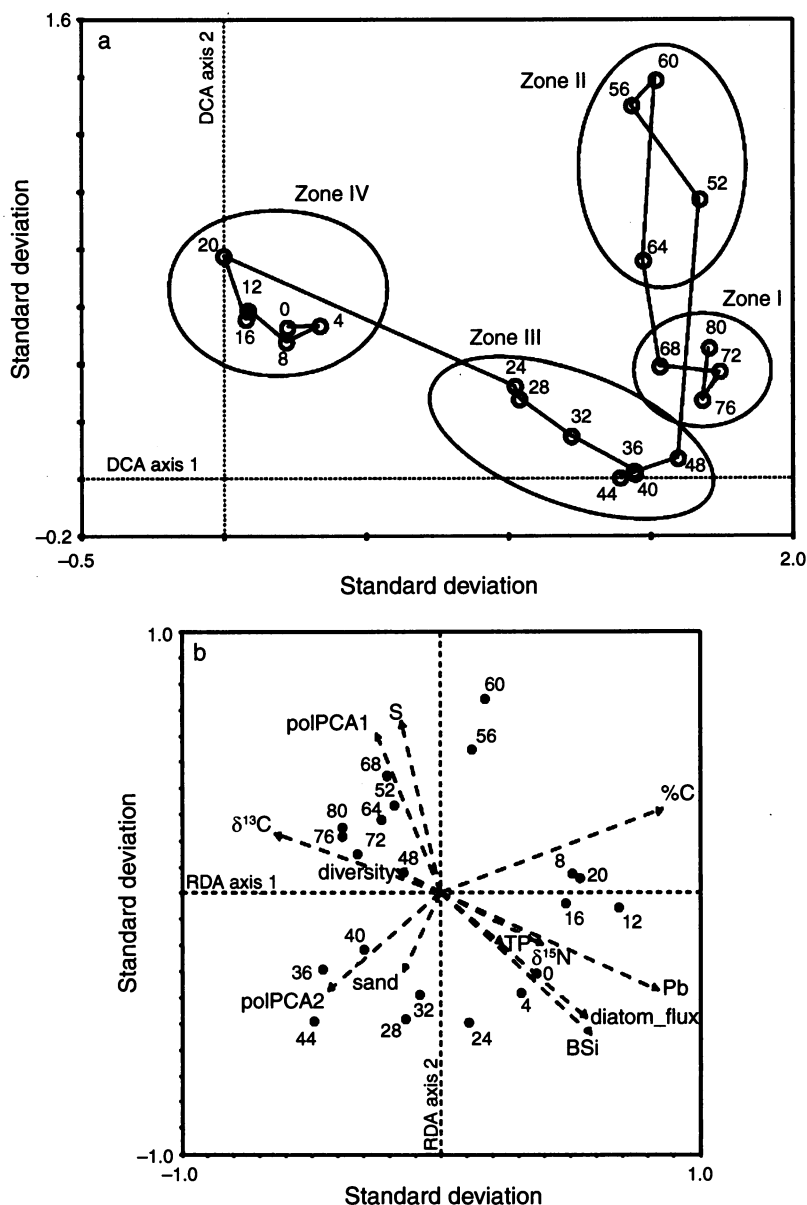 1.6
a
DCA axis 2
Zone II
60
56
52
64
Zone IV
20
12
0
4
16
8
Zone I
80
68
72
76
Zone III
24
28
32
36
48
44
40
DCA axis 1
Standard deviation
−0.2
−0.5
2.0
Standard deviation
1.0
b
60
S
polPCA1
56
68
52
64
%C
80
δ¹³C
76
72
48
8
diversity
20
RDA axis 1
16
12
40
TP
δ¹⁵N
36
sand
0
Pb
polPCA2
32
4
diatom_flux
44
28
24
BSi
RDA axis 2
Standard deviation
−1.0
−1.0
1.0
Standard deviation